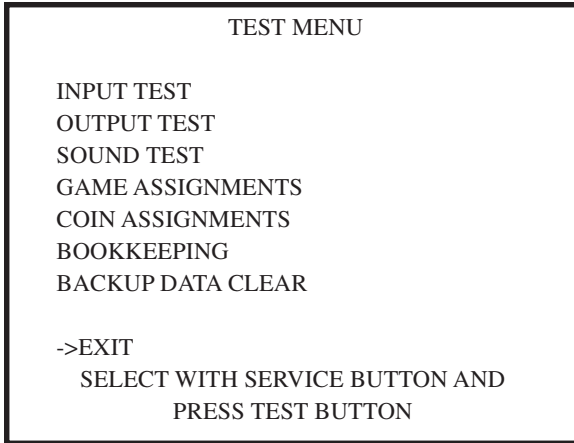 TEST MENU
INPUT TEST
OUTPUT TEST
SOUND TEST
GAME ASSIGNMENTS
COIN ASSIGNMENTS
BOOKKEEPING
BACKUP DATA CLEAR
->EXIT
SELECT WITH SERVICE BUTTON AND
PRESS TEST BUTTON